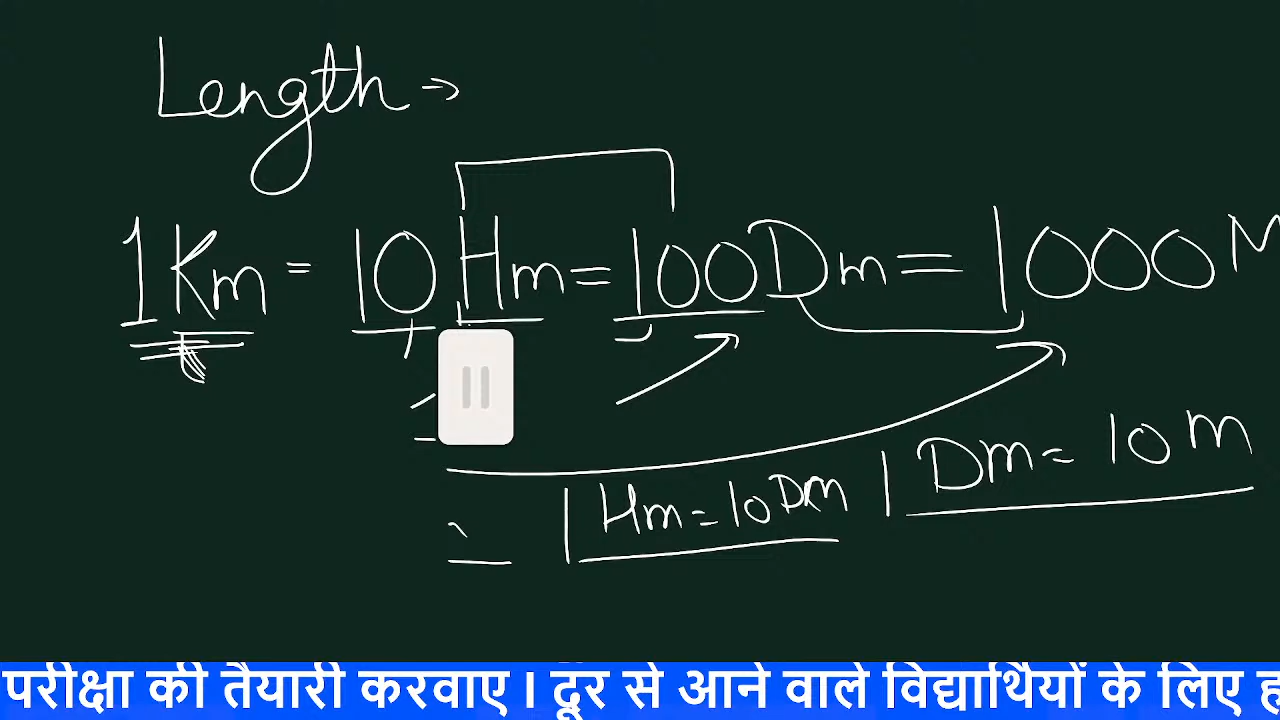 Length →
1 Km = 10 Hm = 100 Dm = 1000 M
1 Dm = 10 m
1 Hm = 10 Dm
परीक्षा की तैयारी करवाए । दूर से आने वाले विद्यार्थियों के लिए ह